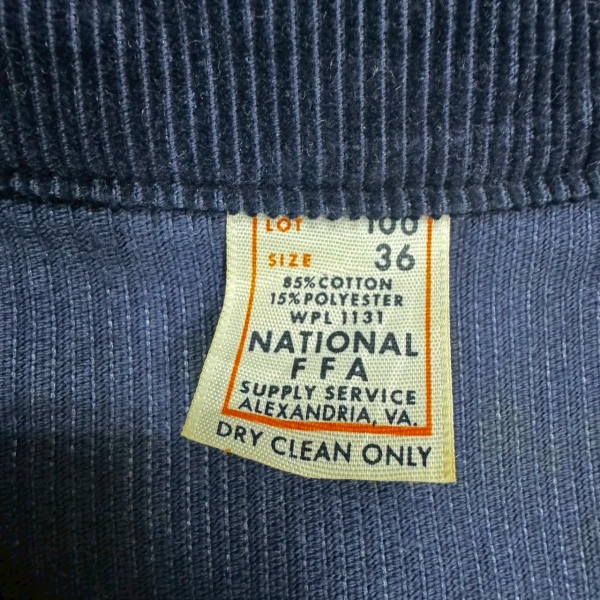 LOT 100
SIZE 36
85% COTTON
15% POLYESTER
WPL 1131
NATIONAL
FFA
SUPPLY SERVICE
ALEXANDRIA, VA.
DRY CLEAN ONLY